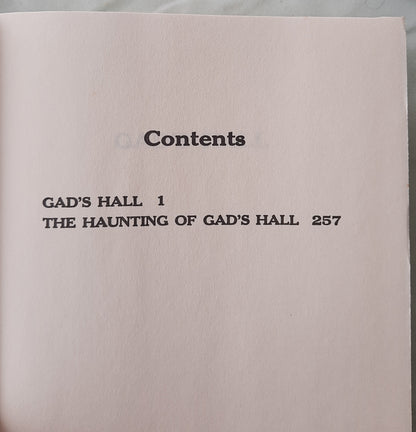 Contents
GAD'S HALL 1
THE HAUNTING OF GAD'S HALL 257